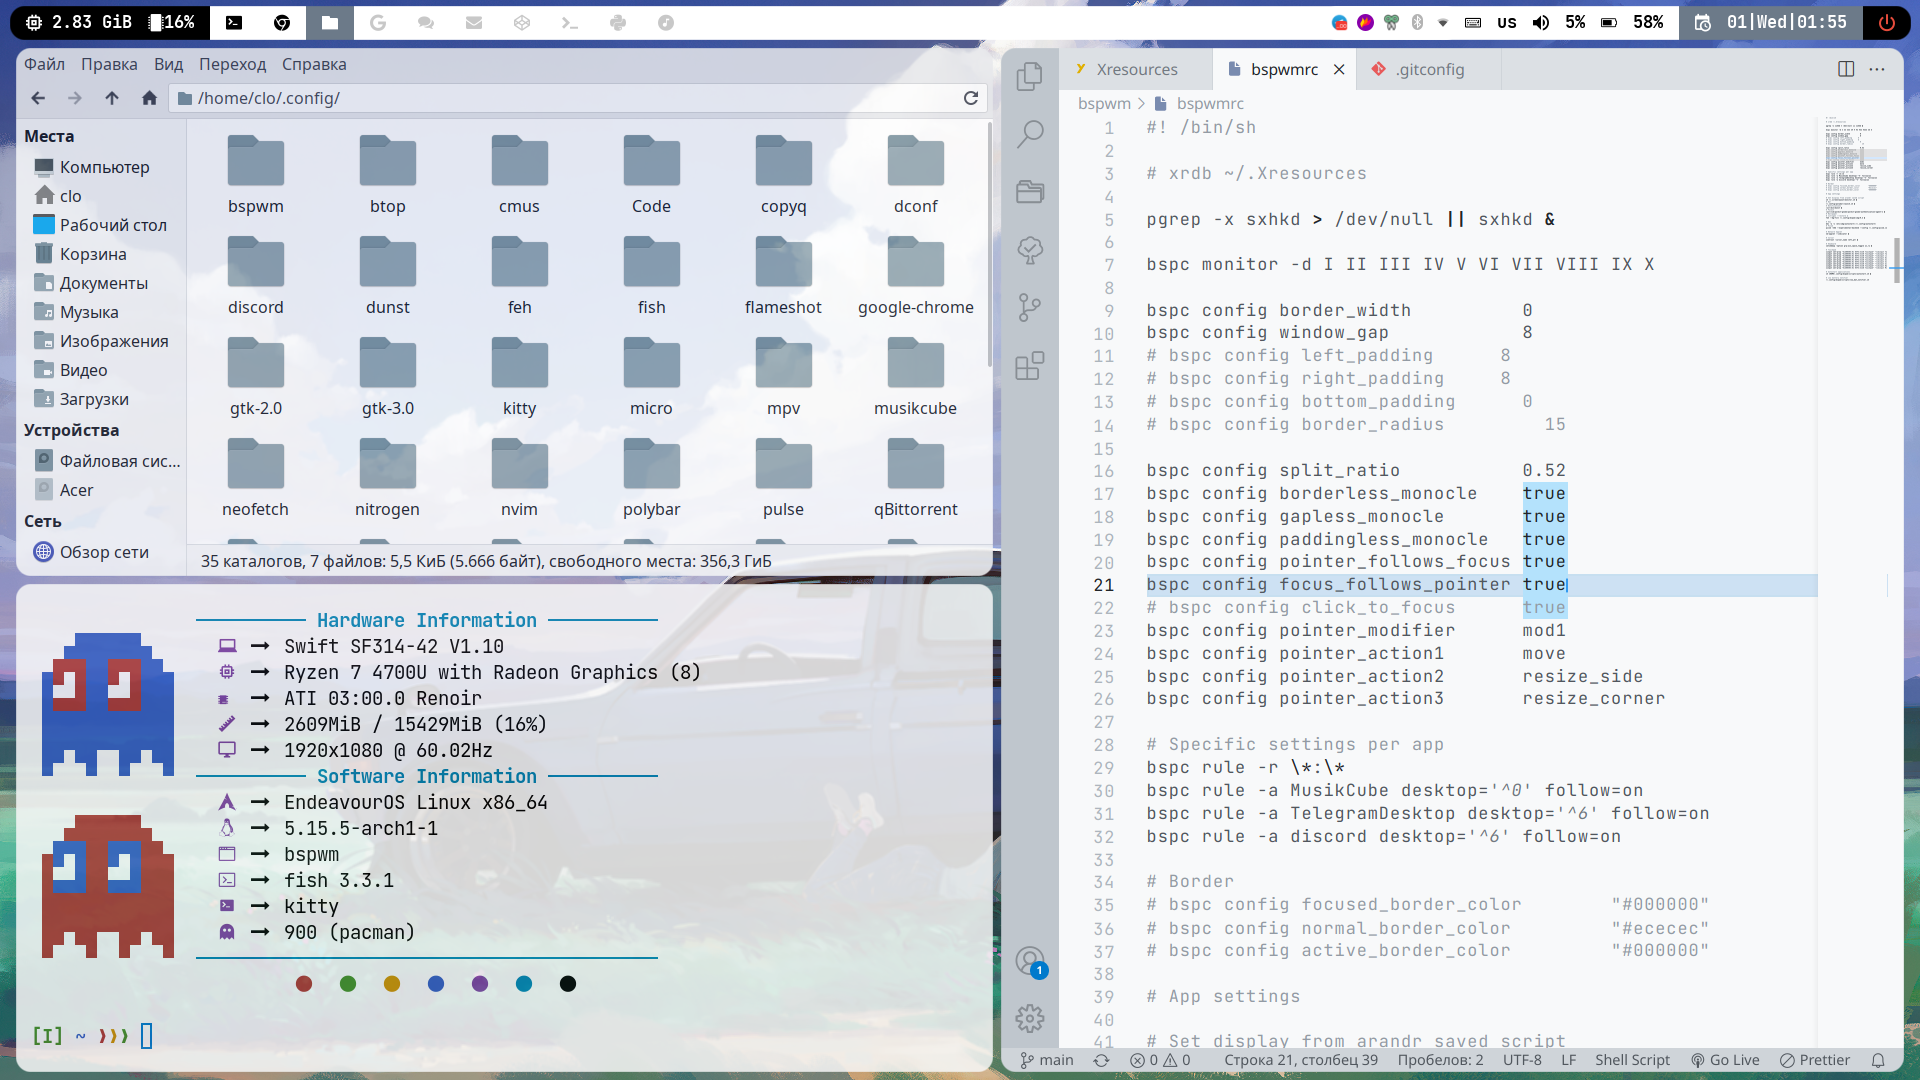 2.83 GiB 16%
US 5% 58% 01|Wed|01:55
Файл Правка Вид Переход Справка
/home/clo/.config/
Места
Компьютер
clo
Рабочий стол
Корзина
Документы
Музыка
Изображения
Видео
Загрузки
Устройства
Файловая сис...
Acer
Сеть
Обзор сети
bspwm btop cmus Code copyq dconf
discord dunst feh fish flameshot google-chrome
gtk-2.0 gtk-3.0 kitty micro mpv musikcube
neofetch nitrogen nvim polybar pulse qBittorrent
35 каталогов, 7 файлов: 5,5 КиБ (5.666 байт), свободного места: 356,3 ГиБ
Hardware Information
Swift SF314-42 V1.10
Ryzen 7 4700U with Radeon Graphics (8)
ATI 03:00.0 Renoir
2609MiB / 15429MiB (16%)
1920x1080 @ 60.02Hz
Software Information
EndeavourOS Linux x86_64
5.15.5-arch1-1
bspwm
fish 3.3.1
kitty
900 (pacman)
[I] ~ ❯❯❯
Xresources bspwmrc .gitconfig
bspwm > bspwmrc
1 #! /bin/sh
2
3 # xrdb ~/.Xresources
4
5 pgrep -x sxhkd > /dev/null || sxhkd &
6
7 bspc monitor -d I II III IV V VI VII VIII IX X
8
9 bspc config border_width 0
10 bspc config window_gap 8
11 # bspc config left_padding 8
12 # bspc config right_padding 8
13 # bspc config bottom_padding 0
14 # bspc config border_radius 15
15
16 bspc config split_ratio 0.52
17 bspc config borderless_monocle true
18 bspc config gapless_monocle true
19 bspc config paddingless_monocle true
20 bspc config pointer_follows_focus true
21 bspc config focus_follows_pointer true
22 # bspc config click_to_focus true
23 bspc config pointer_modifier mod1
24 bspc config pointer_action1 move
25 bspc config pointer_action2 resize_side
26 bspc config pointer_action3 resize_corner
27
28 # Specific settings per app
29 bspc rule -r \*:\*
30 bspc rule -a MusikCube desktop='^0' follow=on
31 bspc rule -a TelegramDesktop desktop='^6' follow=on
32 bspc rule -a discord desktop='^6' follow=on
33
34 # Border
35 # bspc config focused_border_color "#000000"
36 # bspc config normal_border_color "#ececec"
37 # bspc config active_border_color "#000000"
38
39 # App settings
40
41 # Set display from arandr saved script
1
main 0 0 Строка 21, столбец 39 Пробелов: 2 UTF-8 LF Shell Script Go Live Prettier